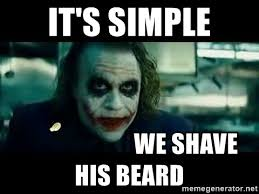 IT'S SIMPLE
WE SHAVE
HIS BEARD
memegenerator.net